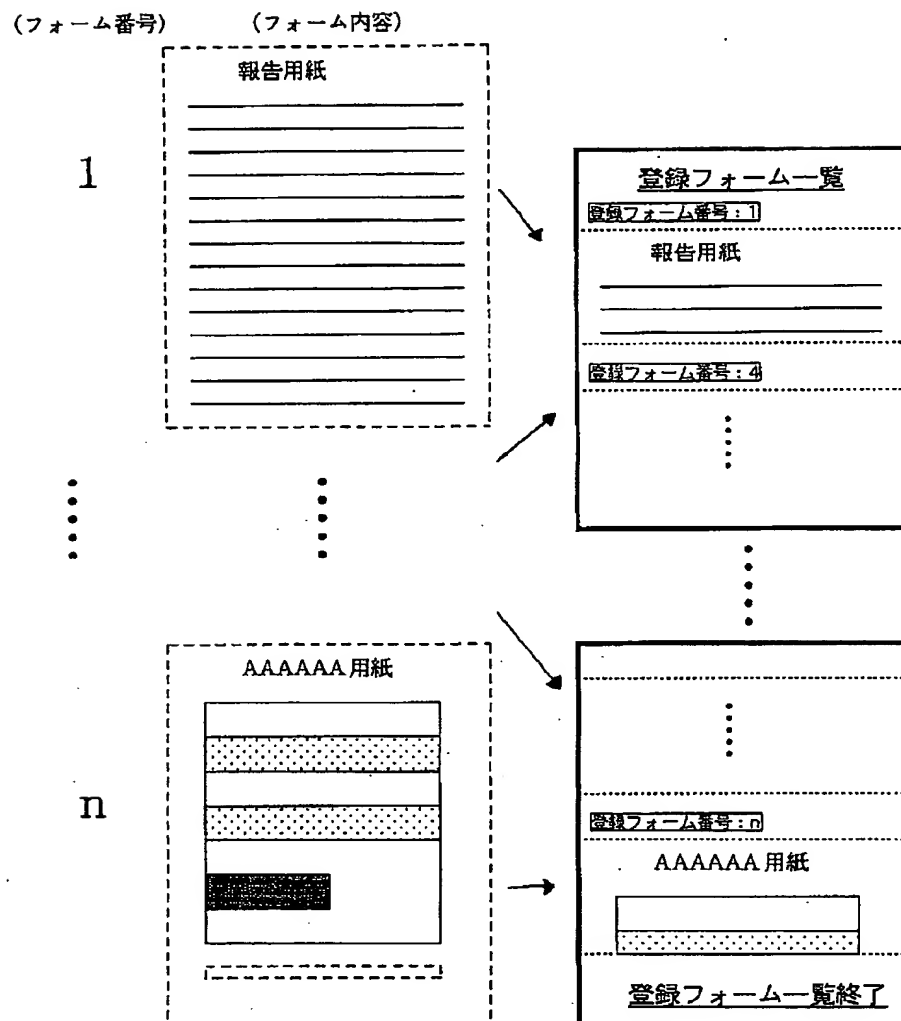 (フォーム番号)
(フォーム内容)
報告用紙
1
登録フォーム一覧
登録フォーム番号:1
報告用紙
登録フォーム番号:4
AAAAAA用紙
n
登録フォーム番号:n
AAAAAA用紙
登録フォーム一覧終了